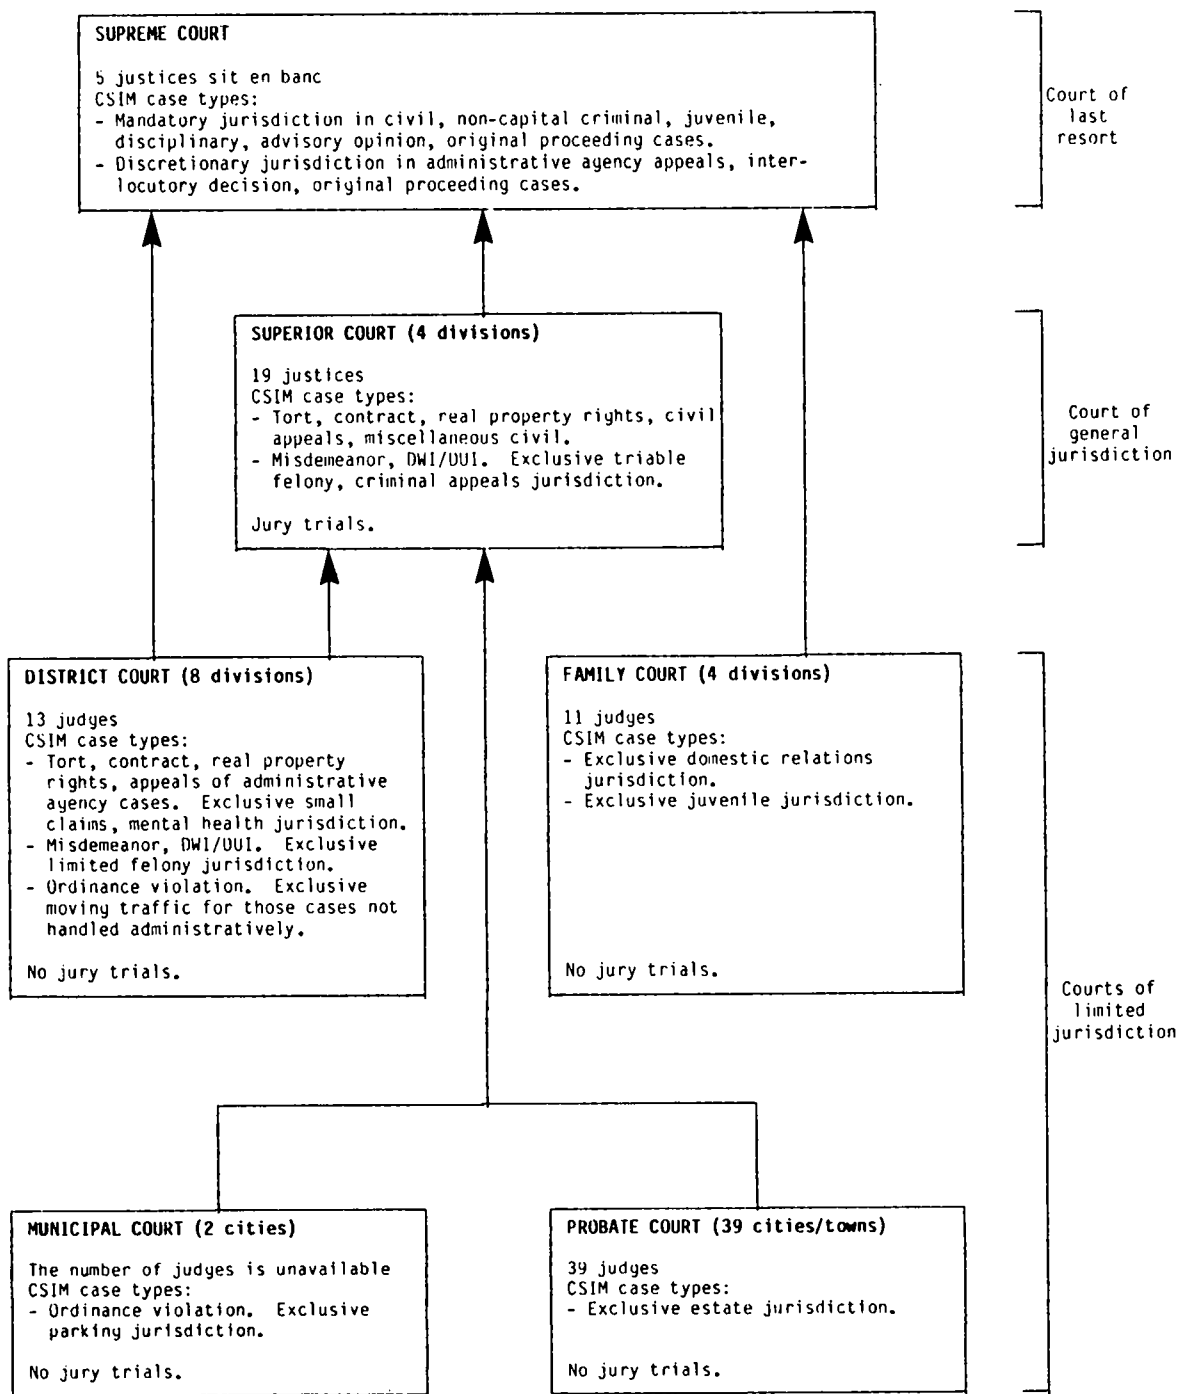 SUPREME COURT
5 justices sit en banc
CSIM case types:
- Mandatory jurisdiction in civil, non-capital criminal, juvenile,
disciplinary, advisory opinion, original proceeding cases.
- Discretionary jurisdiction in administrative agency appeals, inter-
locutory decision, original proceeding cases.
Court of
last
resort
SUPERIOR COURT (4 divisions)
19 justices
CSIM case types:
- Tort, contract, real property rights, civil
appeals, miscellaneous civil.
- Misdemeanor, DWI/DUI. Exclusive triable
felony, criminal appeals jurisdiction.
Jury trials.
Court of
general
jurisdiction
DISTRICT COURT (8 divisions)
13 judges
CSIM case types:
- Tort, contract, real property
rights, appeals of administrative
agency cases. Exclusive small
claims, mental health jurisdiction.
- Misdemeanor, DWI/DUI. Exclusive
limited felony jurisdiction.
- Ordinance violation. Exclusive
moving traffic for those cases not
handled administratively.
No jury trials.
FAMILY COURT (4 divisions)
11 judges
CSIM case types:
- Exclusive domestic relations
jurisdiction.
- Exclusive juvenile jurisdiction.
No jury trials.
Courts of
limited
jurisdiction
MUNICIPAL COURT (2 cities)
The number of judges is unavailable
CSIM case types:
- Ordinance violation. Exclusive
parking jurisdiction.
No jury trials.
PROBATE COURT (39 cities/towns)
39 judges
CSIM case types:
- Exclusive estate jurisdiction.
No jury trials.